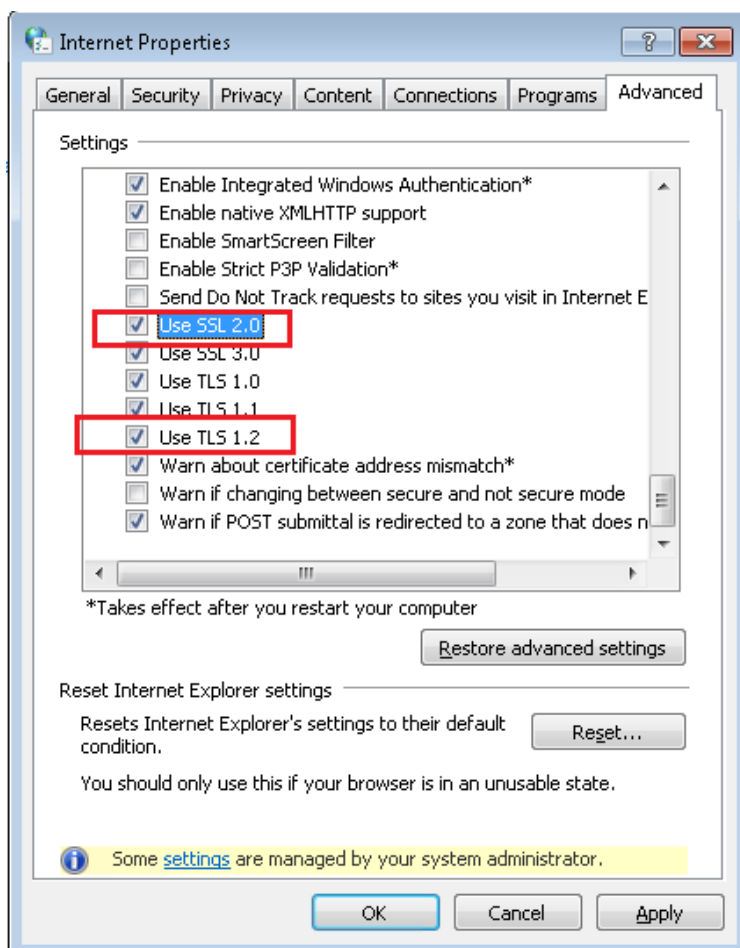 Internet Properties
General Security Privacy Content Connections Programs Advanced
Settings
Enable Integrated Windows Authentication*
Enable native XMLHTTP support
Enable SmartScreen Filter
Enable Strict P3P Validation*
Send Do Not Track requests to sites you visit in Internet E
Use SSL 2.0
Use SSL 3.0
Use TLS 1.0
Use TLS 1.1
Use TLS 1.2
Warn about certificate address mismatch*
Warn if changing between secure and not secure mode
Warn if POST submittal is redirected to a zone that does n
*Takes effect after you restart your computer
Restore advanced settings
Reset Internet Explorer settings
Resets Internet Explorer's settings to their default
condition.
Reset...
You should only use this if your browser is in an unusable state.
Some settings are managed by your system administrator.
OK Cancel Apply